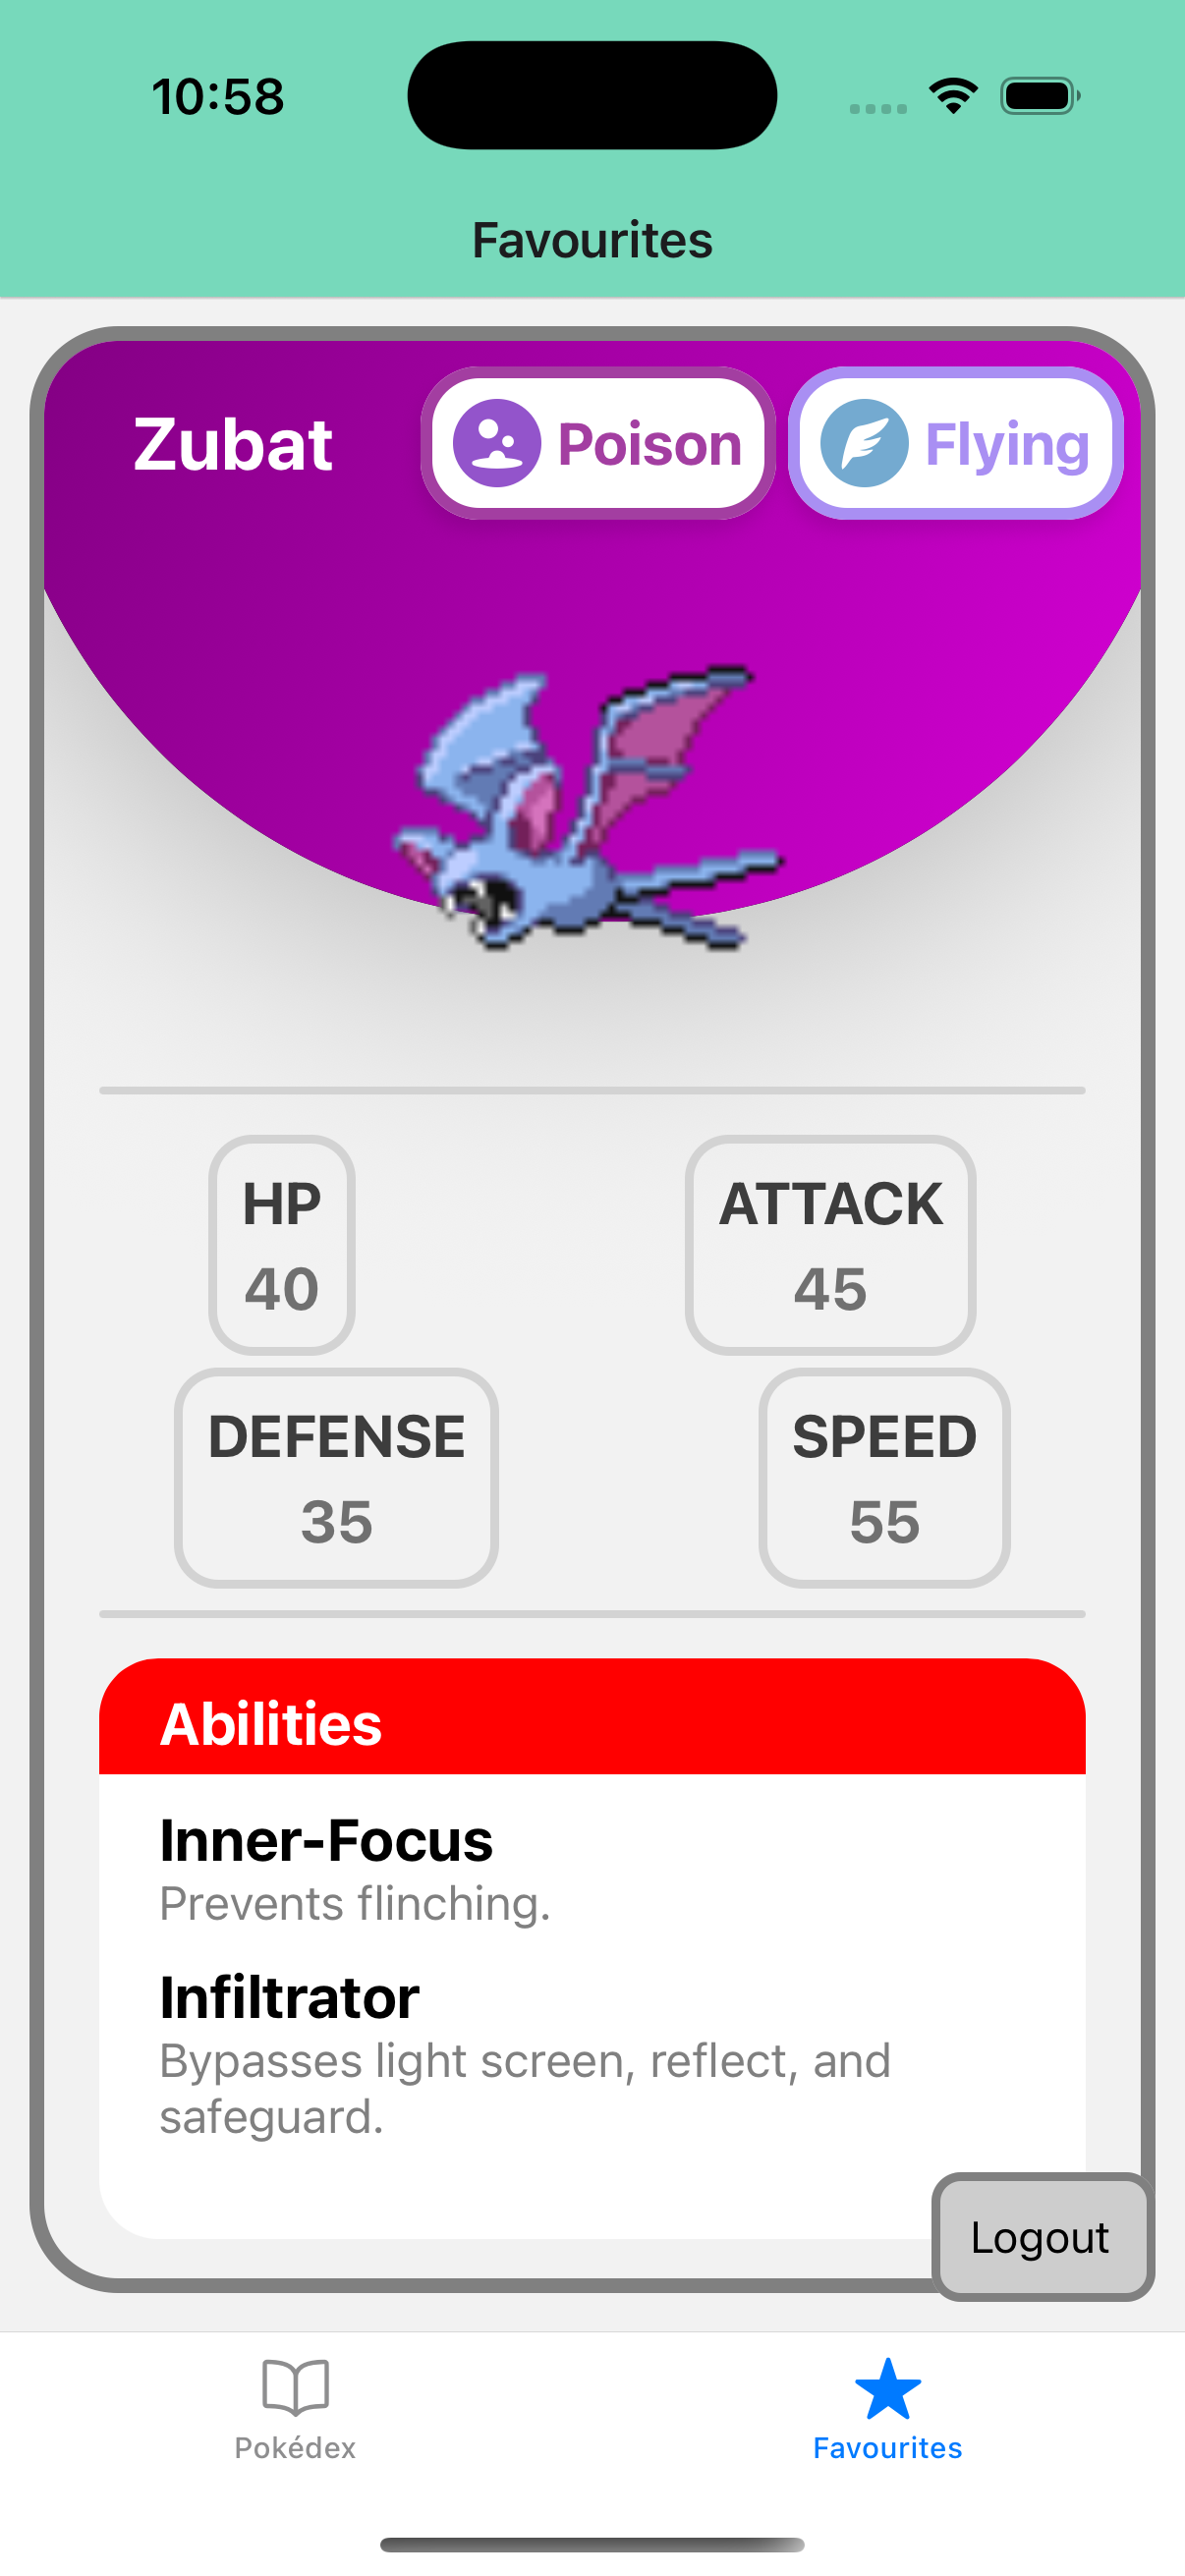 10:58
Favourites
Zubat
Poison
Flying
HP
40
ATTACK
45
DEFENSE
35
SPEED
55
Abilities
Inner-Focus
Prevents flinching.
Infiltrator
Bypasses light screen, reflect, and
safeguard.
Logout
Pokédex
Favourites